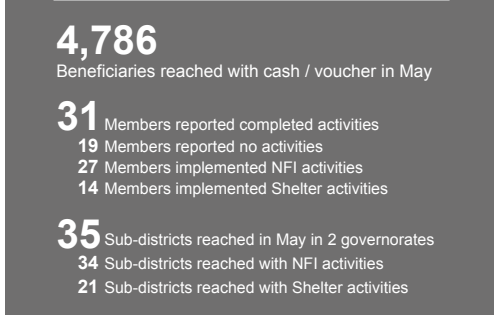 4,786
Beneficiaries reached with cash / voucher in May
31 Members reported completed activities
19 Members reported no activities
27 Members implemented NFI activities
14 Members implemented Shelter activities
35 Sub-districts reached in May in 2 governorates
34 Sub-districts reached with NFI activities
21 Sub-districts reached with Shelter activities